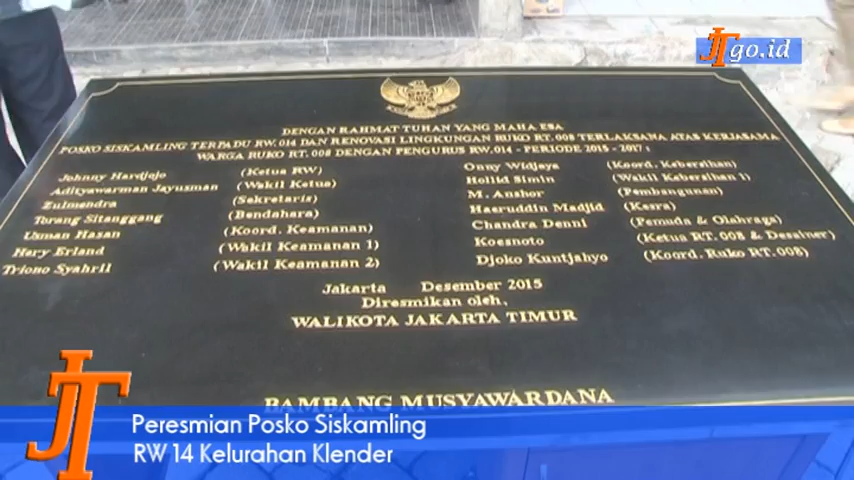 JTgo.id
DENGAN RAHMAT TUHAN YANG MAHA ESA
POSKO SISKAMLING TERPADU RW.014 DAN RENOVASI LINGKUNGAN RUKO RT.008 TERLAKSANA ATAS KERJASAMA
WARGA RUKO RT.008 DENGAN PENGURUS RW.014 - PERIODE 2015 - 2017 :
Johnny Hardjojo (Ketua RW)
Adityawarman Jayusman (Wakil Ketua)
Zulmendra (Sekretaris)
Torang Sitanggang (Bendahara)
Usman Hasan (Koord. Keamanan)
Hary Erland (Wakil Keamanan 1)
Triono Syahril (Wakil Keamanan 2)
Onny Widjaya (Koord. Kebersihan)
Holid Simin (Wakil Kebersihan 1)
M. Anshor (Pembangunan)
Haeruddin Madjid (Kesra)
Chandra Denni (Pemuda & Olahraga)
Koesnoto (Ketua RT. 008 & Desainer)
Djoko Kuntjahyo (Koord. Ruko RT.008)
Jakarta Desember 2015
Diresmikan oleh,
WALIKOTA JAKARTA TIMUR
BAMBANG MUSYAWARDANA
JT
Peresmian Posko Siskamling
RW 14 Kelurahan Klender